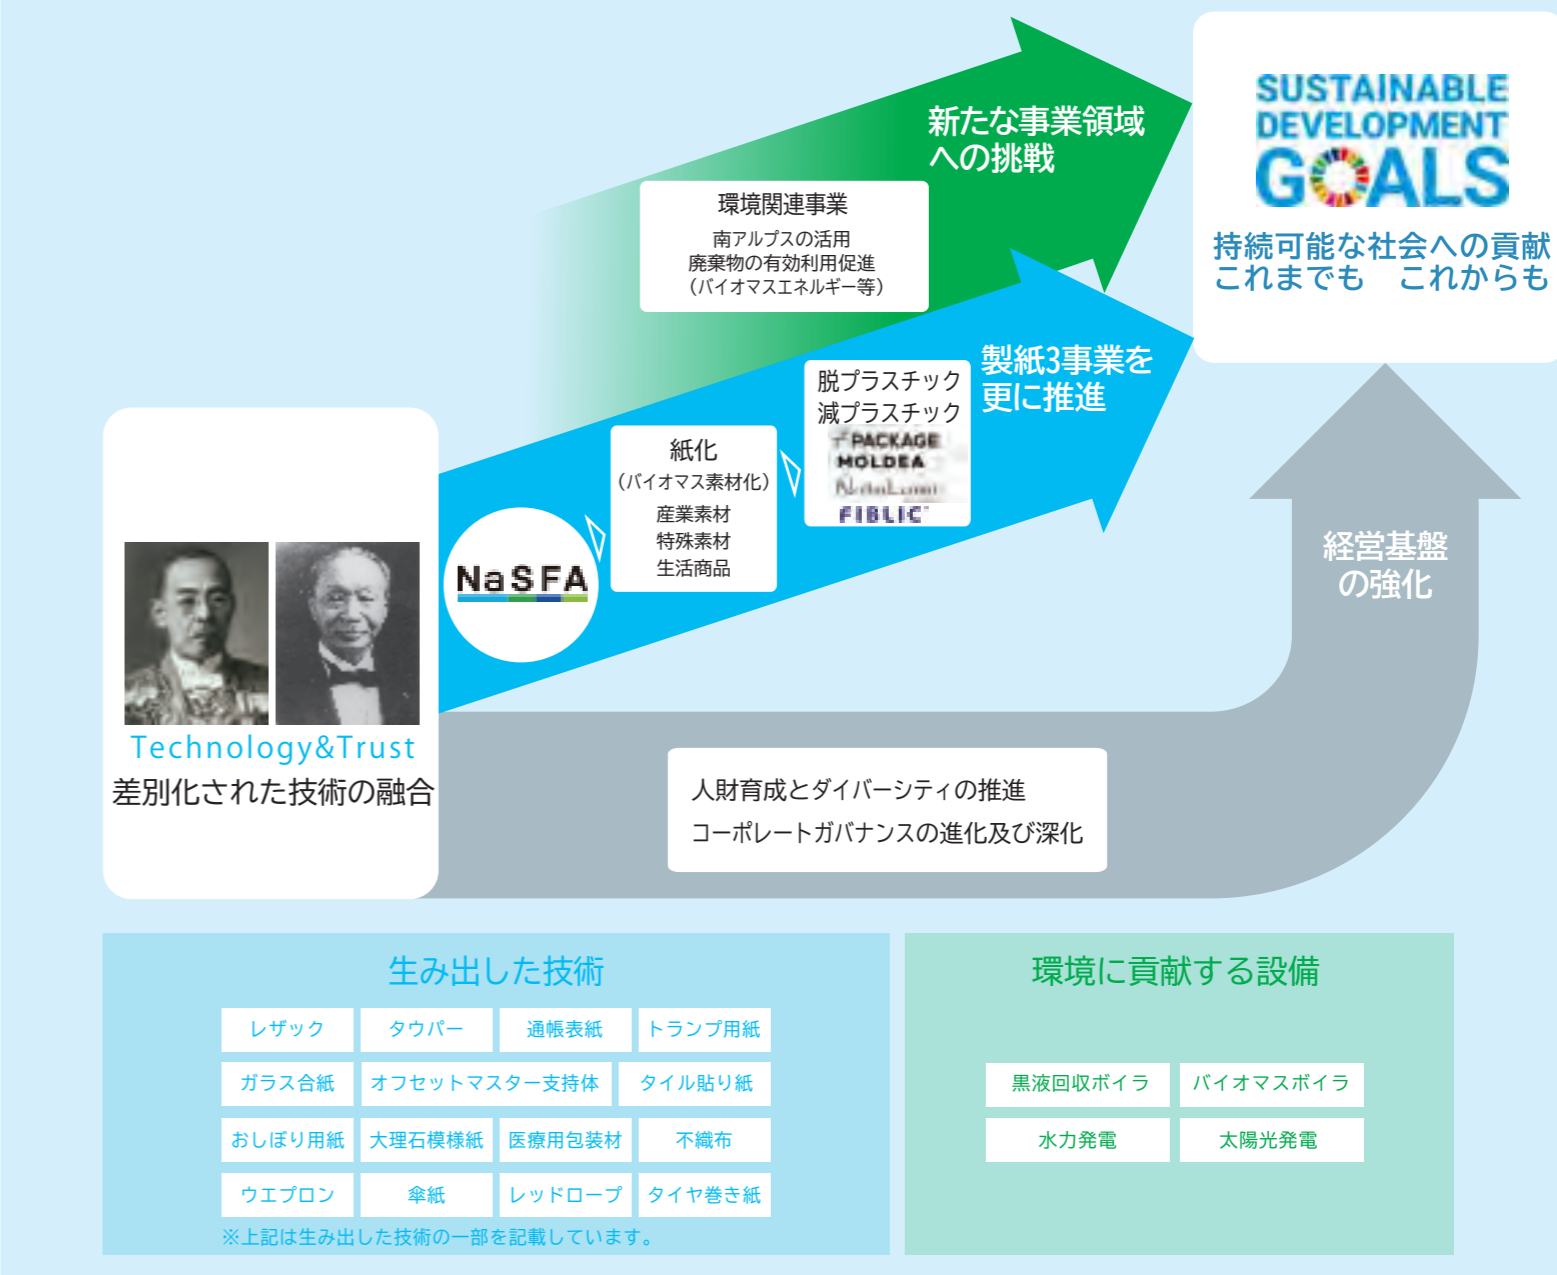 新たな事業領域
への挑戦
環境関連事業
南アルプスの活用
廃棄物の有効利用促進
（バイオマスエネルギー等）
SUSTAINABLE
DEVELOPMENT
GOALS
持続可能な社会への貢献
これまでも　これからも
製紙3事業を
更に推進
脱プラスチック
減プラスチック
PACKAGE
MOLDEA
FIBLIC
紙化
（バイオマス素材化）
産業素材
特殊素材
生活商品
NaSFA
経営基盤
の強化
Technology&Trust
差別化された技術の融合
人財育成とダイバーシティの推進
コーポレートガバナンスの進化及び深化
生み出した技術
レザック
タウパー
通帳表紙
トランプ用紙
ガラス合紙
オフセットマスター支持体
タイル貼り紙
おしぼり用紙
大理石模様紙
医療用包装材
不織布
ウエプロン
傘紙
レッドロープ
タイヤ巻き紙
※上記は生み出した技術の一部を記載しています。
環境に貢献する設備
黒液回収ボイラ
バイオマスボイラ
水力発電
太陽光発電